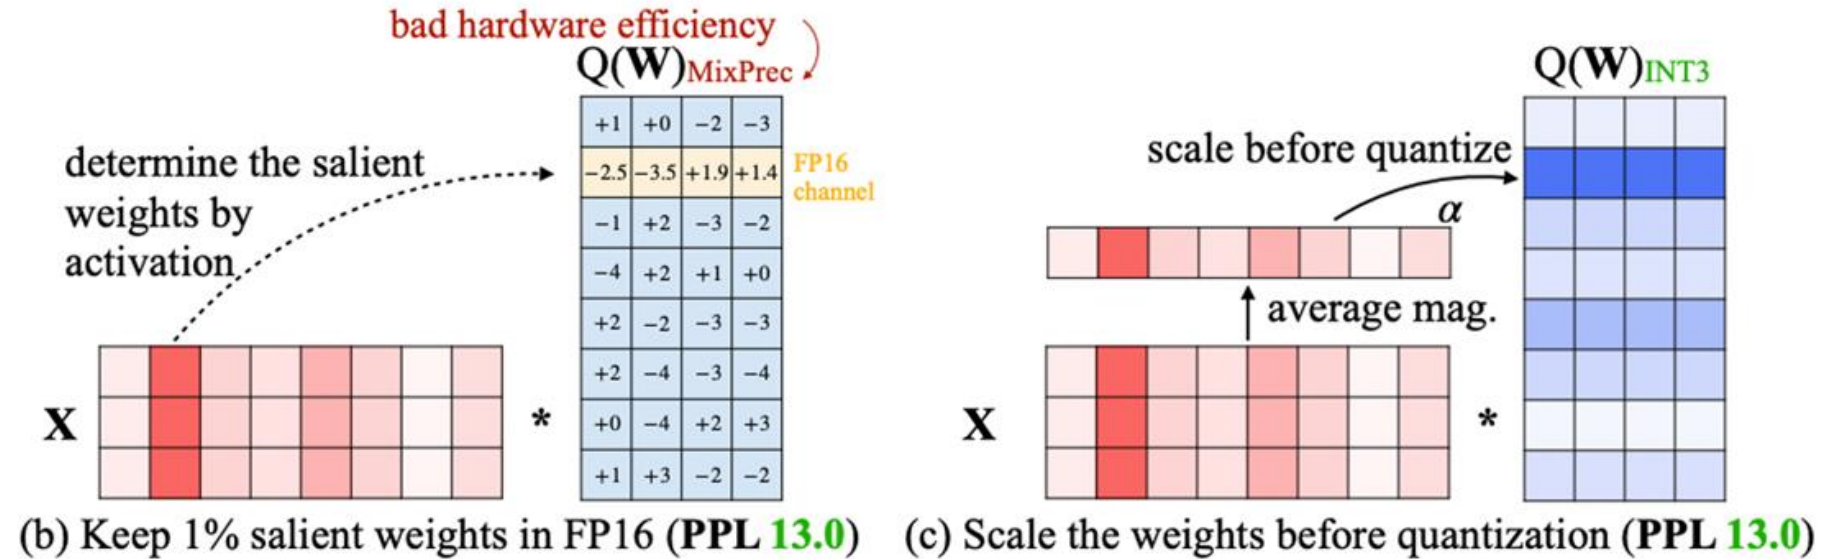 bad hardware efficiency
Q(W)MixPrec
determine the salient
weights by
activation
+1 +0 −2 −3
−2.5 −3.5 +1.9 +1.4
FP16
channel
−1 +2 −3 −2
−4 +2 +1 +0
+2 −2 −3 −3
+2 −4 −3 −4
+0 −4 +2 +3
+1 +3 −2 −2
X
*
(b) Keep 1% salient weights in FP16 (PPL 13.0)
Q(W)INT3
scale before quantize
α
average mag.
X
*
(c) Scale the weights before quantization (PPL 13.0)